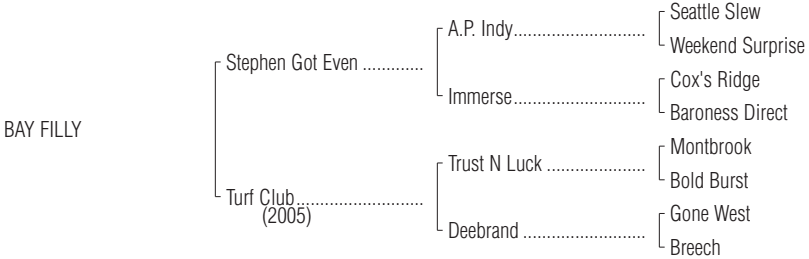 Seattle Slew
A.P. Indy..............................
Weekend Surprise
Stephen Got Even .............
Cox's Ridge
Immerse..............................
Baroness Direct
BAY FILLY
Montbrook
Trust N Luck ......................
Bold Burst
Turf Club...........................
(2005)
Gone West
Deebrand ...........................
Breech